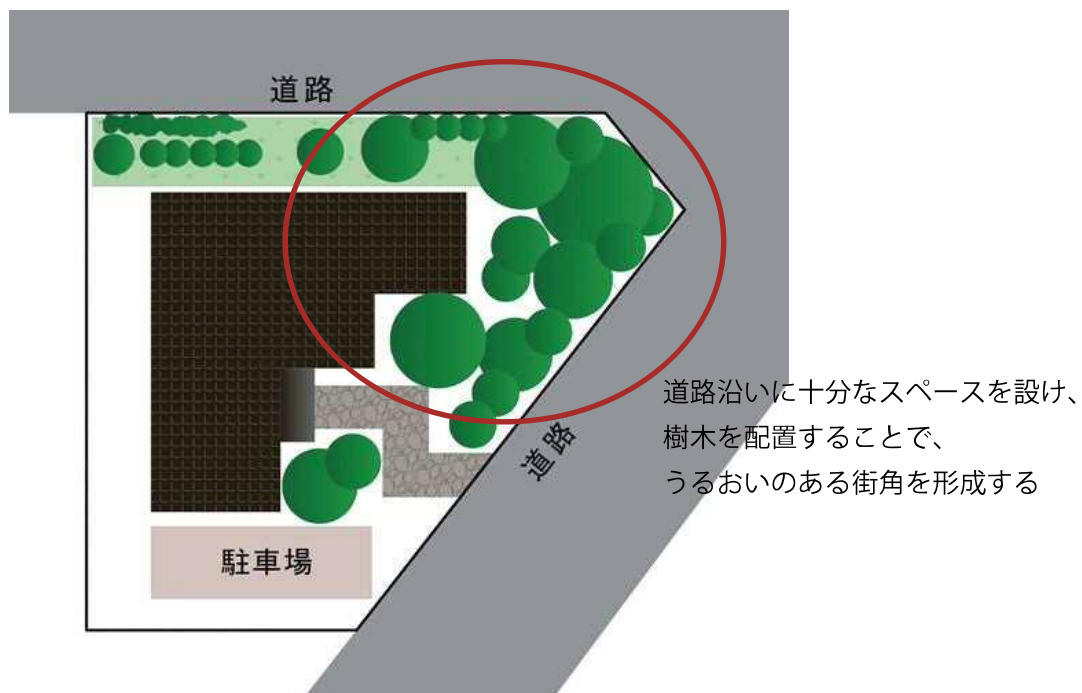 道路
道路沿いに十分なスペースを設け、
樹木を配置することで、
うるおいのある街角を形成する
道路
駐車場